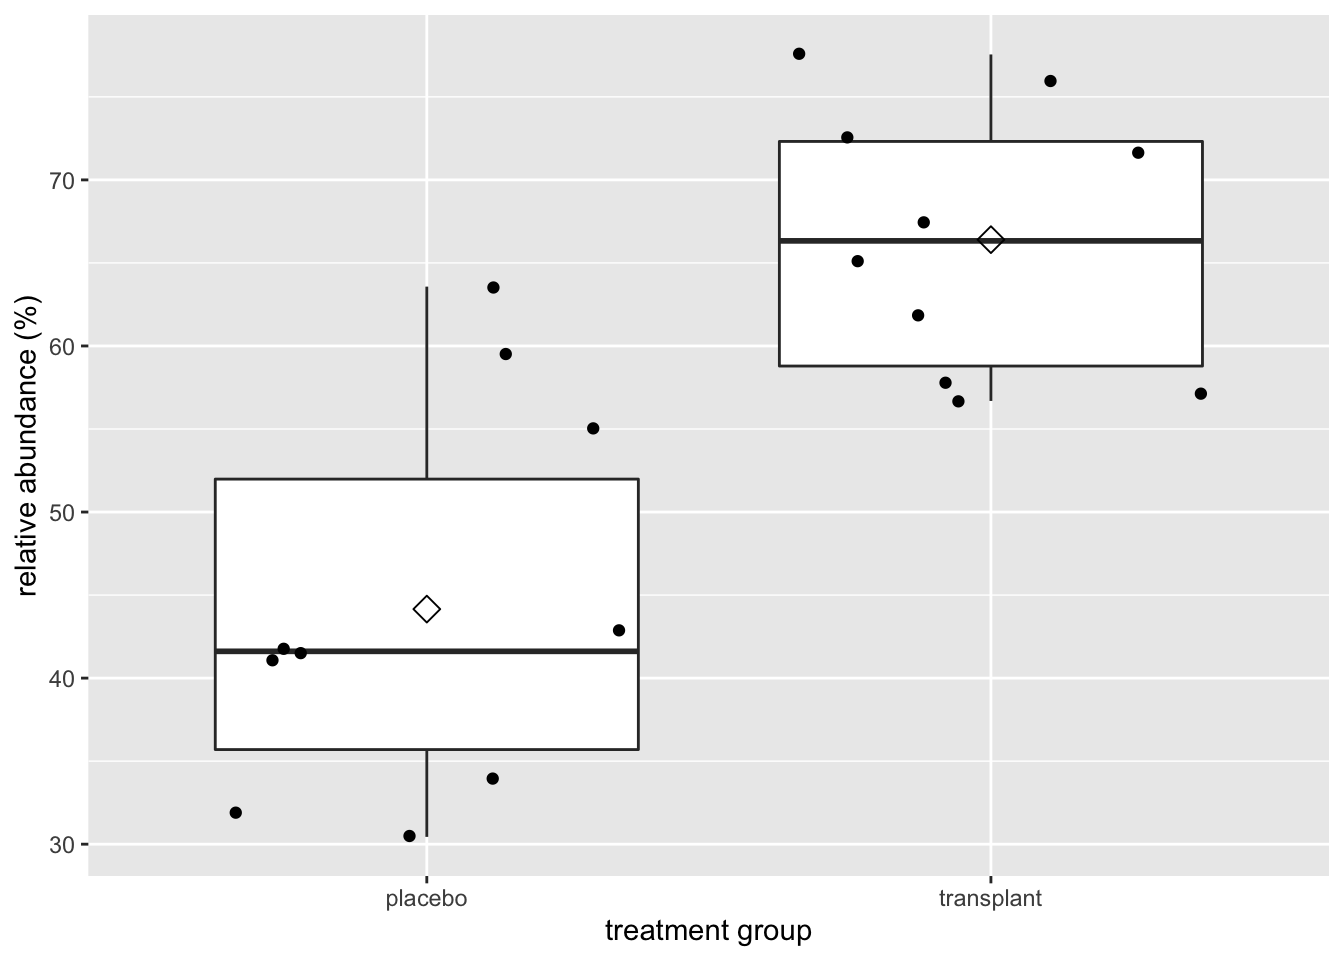 relative abundance (%)
70
60
50
40
30
placebo
transplant
treatment group